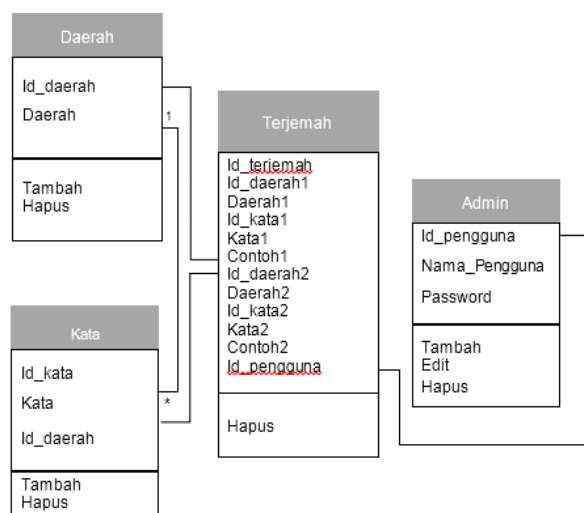 Daerah
Id_daerah
Daerah
1
Tambah
Hapus
Terjemah
Id_terjemah
Id_daerah1
Daerah1
Id_kata1
Kata1
Contoh1
Id_daerah2
Daerah2
Id_kata2
Kata2
Contoh2
Id_pengguna
Hapus
Admin
Id_pengguna
Nama_Pengguna
Password
Tambah
Edit
Hapus
Kata
Id_kata
Kata
*
Id_daerah
Tambah
Hapus